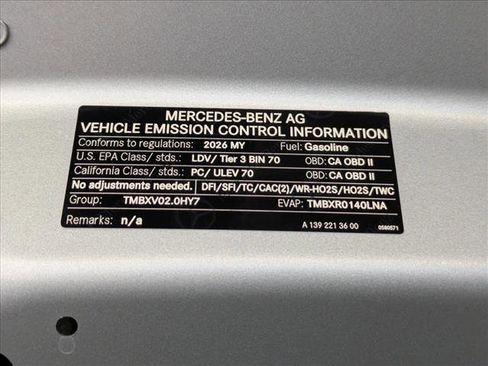 MERCEDES-BENZ AG
VEHICLE EMISSION CONTROL INFORMATION
Conforms to regulations: 2026 MY Fuel: Gasoline
U.S. EPA Class/ stds.: LDV/ Tier 3 BIN 70 OBD: CA OBD II
California Class/ stds.: PC/ ULEV 70 OBD: CA OBD II
No adjustments needed. DFI/SFI/TC/CAC(2)/WR-HO2S/HO2S/TWC
Group: TMBXV02.0HY7 EVAP: TMBXR0140LNA
Remarks: n/a A 139 221 36 00 0580571